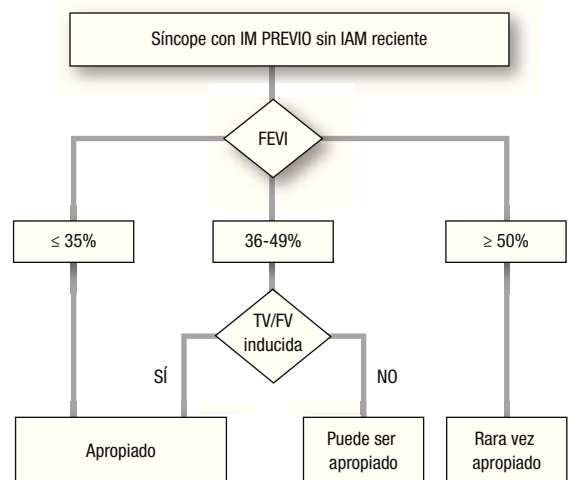 Síncope con IM PREVIO sin IAM reciente
FEVI
≤ 35%
36-49%
≥ 50%
TV/FV
inducida
SÍ
NO
Apropiado
Puede ser
apropiado
Rara vez
apropiado